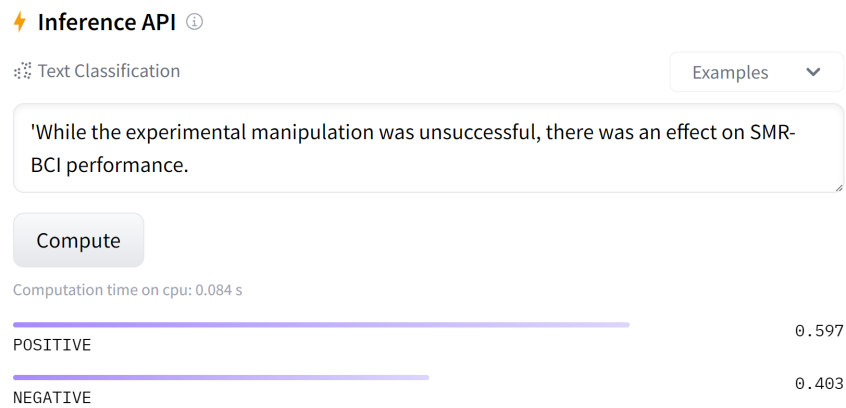 Inference API
Text Classification
Examples
'While the experimental manipulation was unsuccessful, there was an effect on SMR-
BCI performance.
Compute
Computation time on cpu: 0.084 s
0.597
POSITIVE
0.403
NEGATIVE